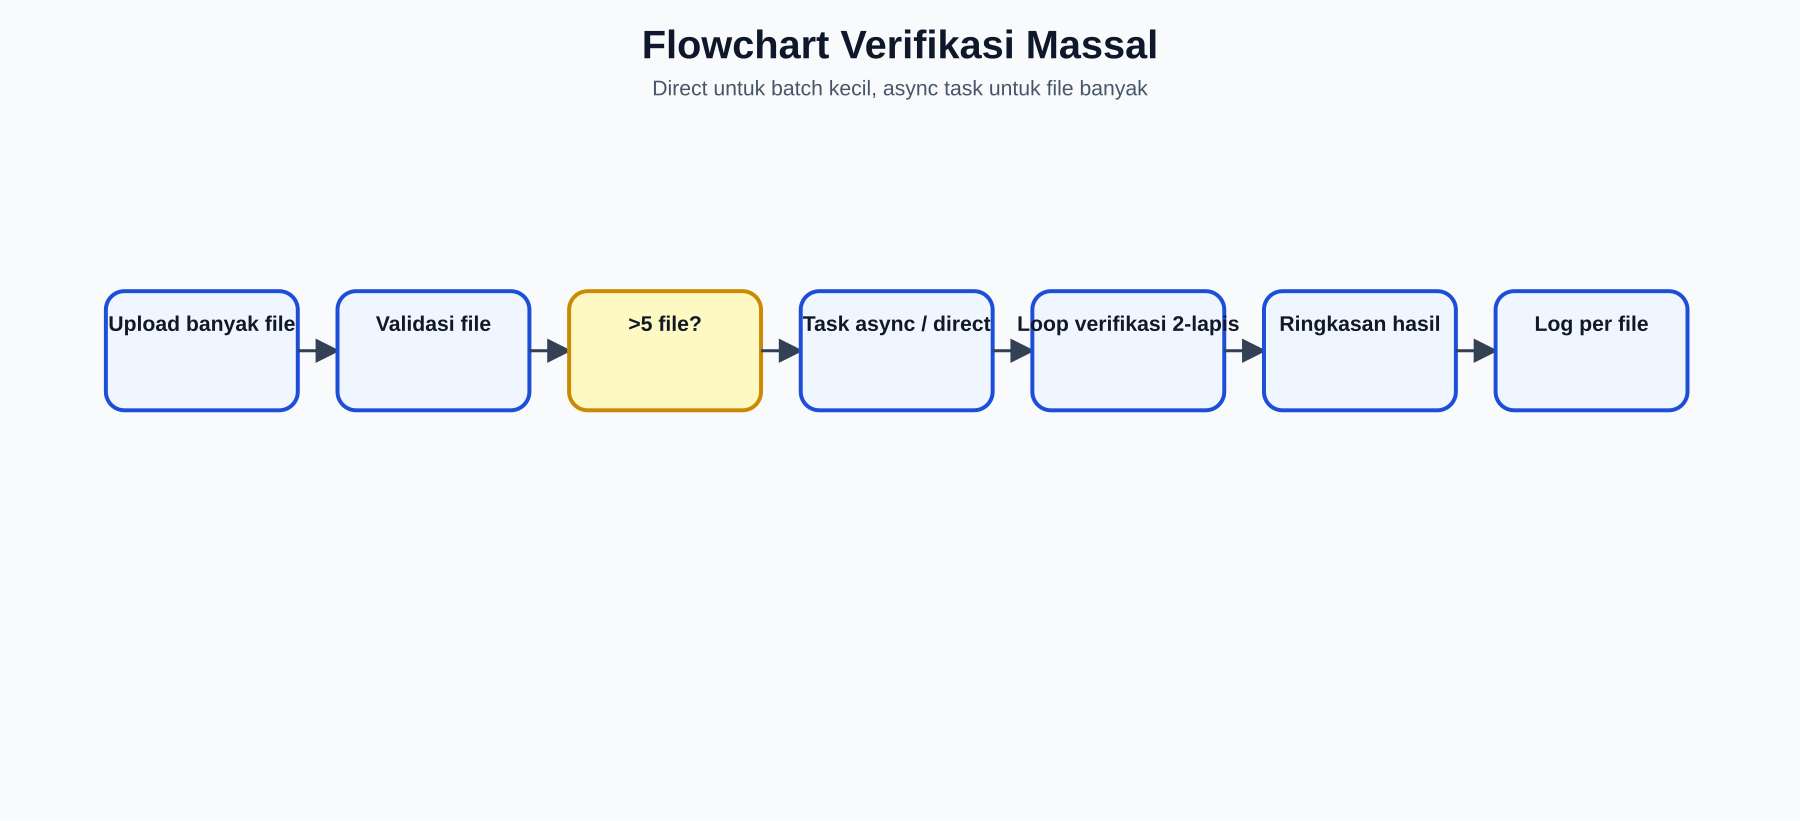 Flowchart Verifikasi Massal
Direct untuk batch kecil, async task untuk file banyak
Upload banyak file
Validasi file
>5 file?
Task async / direct
Loop verifikasi 2-lapis
Ringkasan hasil
Log per file